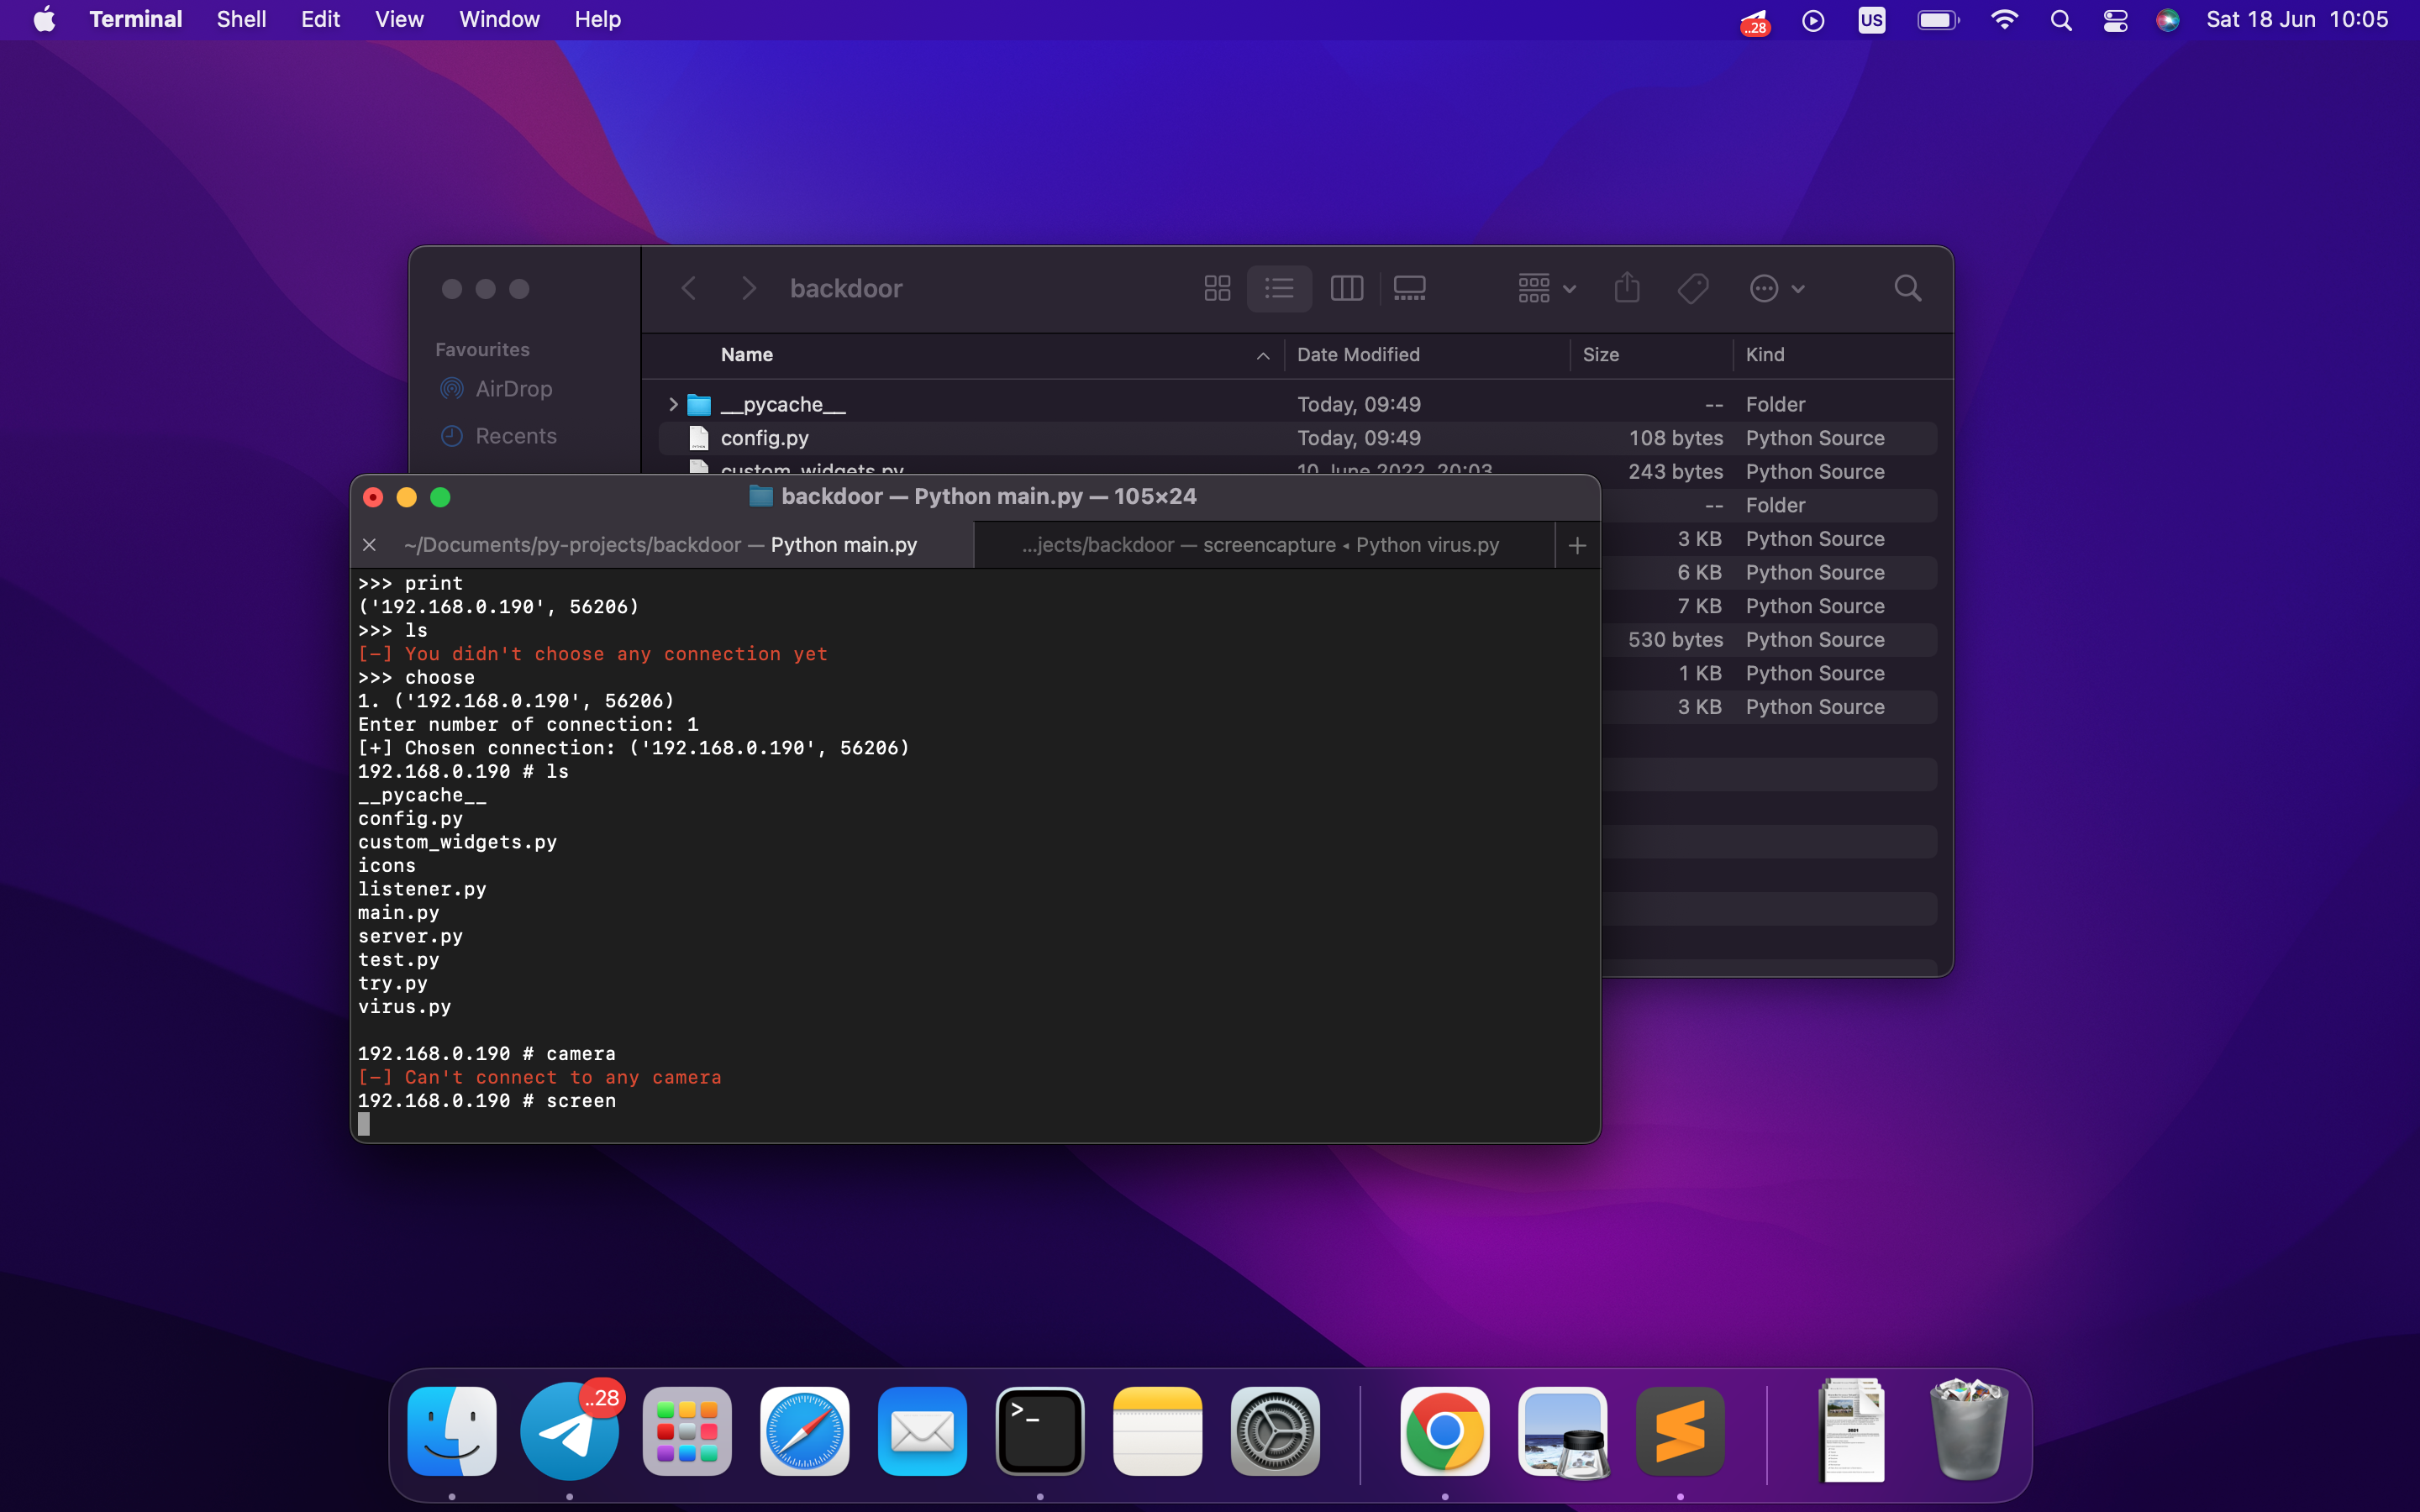 Terminal Shell Edit View Window Help ..28 US Sat 18 Jun 10:05
backdoor
Favourites
AirDrop
Recents
Name Date Modified Size Kind
__pycache__ Today, 09:49 -- Folder
config.py Today, 09:49 108 bytes Python Source
custom_widgets.py 10 June 2022, 20:03 243 bytes Python Source
-- Folder
3 KB Python Source
6 KB Python Source
7 KB Python Source
530 bytes Python Source
1 KB Python Source
3 KB Python Source
backdoor — Python main.py — 105×24
~/Documents/py-projects/backdoor — Python main.py
...jects/backdoor — screencapture ◂ Python virus.py
>>> print
('192.168.0.190', 56206)
>>> ls
[-] You didn't choose any connection yet
>>> choose
1. ('192.168.0.190', 56206)
Enter number of connection: 1
[+] Chosen connection: ('192.168.0.190', 56206)
192.168.0.190 # ls
__pycache__
config.py
custom_widgets.py
icons
listener.py
main.py
server.py
test.py
try.py
virus.py
192.168.0.190 # camera
[-] Can't connect to any camera
192.168.0.190 # screen
..28
>_
2021